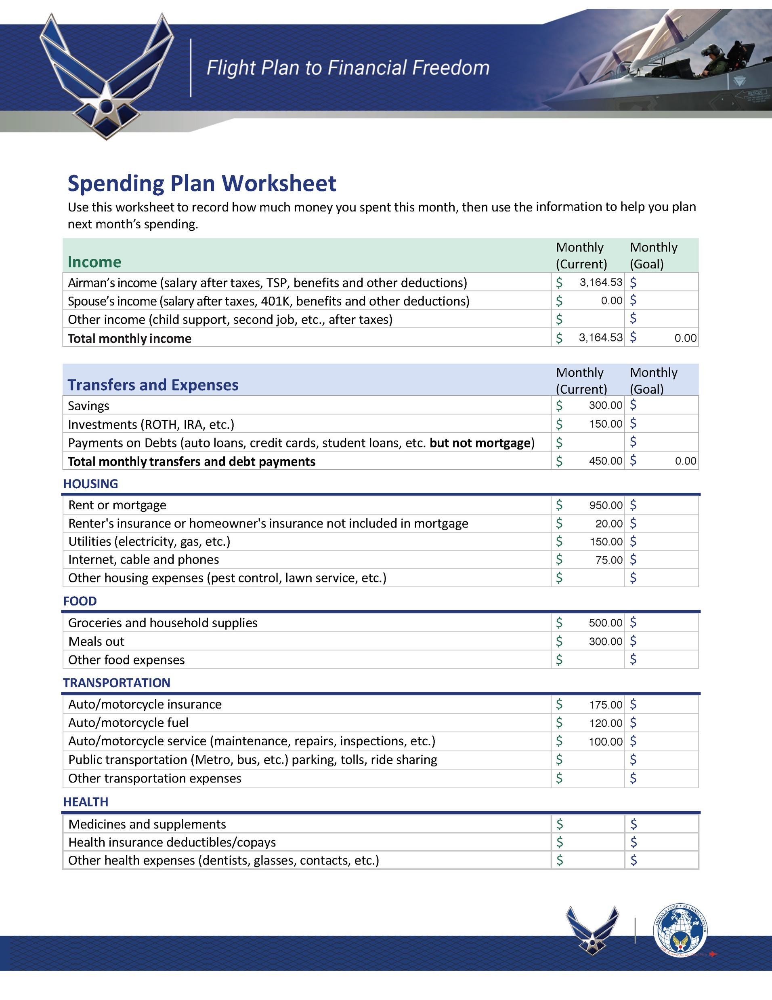 Flight Plan to Financial Freedom
RESCUE
Spending Plan Worksheet
Use this worksheet to record how much money you spent this month, then use the information to help you plan
next month's spending.
Income Monthly (Current) Monthly (Goal)
Airman's income (salary after taxes, TSP, benefits and other deductions) $ 3,164.53 $
Spouse's income (salary after taxes, 401K, benefits and other deductions) $ 0.00 $
Other income (child support, second job, etc., after taxes) $ $
Total monthly income $ 3,164.53 $ 0.00
Transfers and Expenses Monthly (Current) Monthly (Goal)
Savings $ 300.00 $
Investments (ROTH, IRA, etc.) $ 150.00 $
Payments on Debts (auto loans, credit cards, student loans, etc. but not mortgage) $ $
Total monthly transfers and debt payments $ 450.00 $ 0.00
HOUSING
Rent or mortgage $ 950.00 $
Renter's insurance or homeowner's insurance not included in mortgage $ 20.00 $
Utilities (electricity, gas, etc.) $ 150.00 $
Internet, cable and phones $ 75.00 $
Other housing expenses (pest control, lawn service, etc.) $ $
FOOD
Groceries and household supplies $ 500.00 $
Meals out $ 300.00 $
Other food expenses $ $
TRANSPORTATION
Auto/motorcycle insurance $ 175.00 $
Auto/motorcycle fuel $ 120.00 $
Auto/motorcycle service (maintenance, repairs, inspections, etc.) $ 100.00 $
Public transportation (Metro, bus, etc.) parking, tolls, ride sharing $ $
Other transportation expenses $ $
HEALTH
Medicines and supplements $ $
Health insurance deductibles/copays $ $
Other health expenses (dentists, glasses, contacts, etc.) $ $
AIRMAN & FAMILY READINESS CENTER
THE Resource for the Total Force